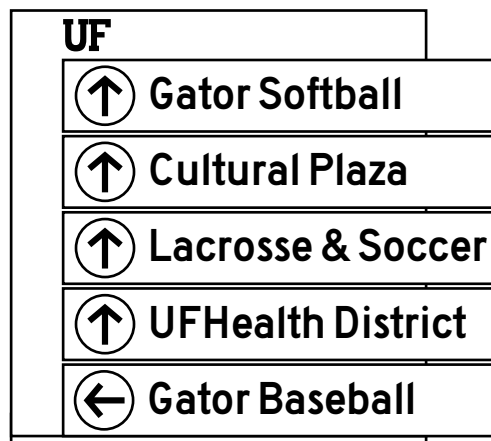 UF
Gator Softball
Cultural Plaza
Lacrosse & Soccer
UFHealth District
Gator Baseball